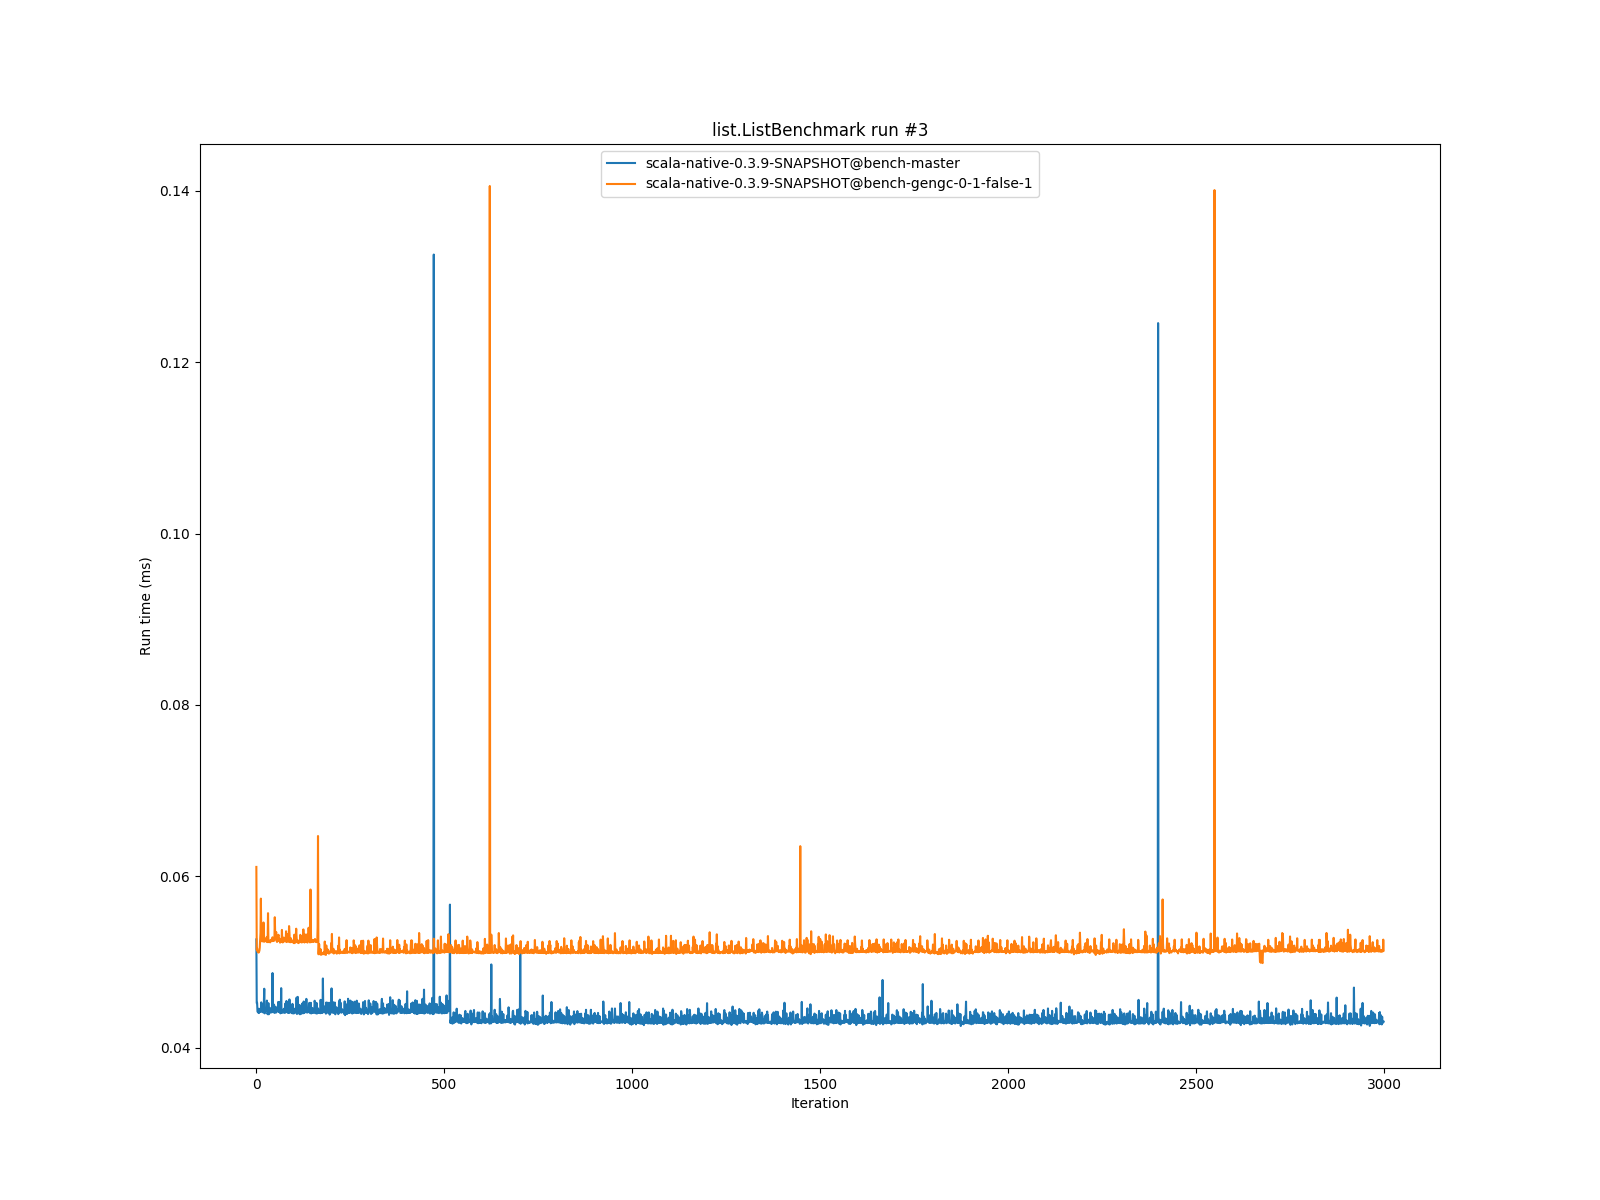 list.ListBenchmark run #3
scala-native-0.3.9-SNAPSHOT@bench-master
scala-native-0.3.9-SNAPSHOT@bench-gengc-0-1-false-1
0.14
0.12
0.10
0.08
0.06
0.04
Run time (ms)
0 500 1000 1500 2000 2500 3000
Iteration